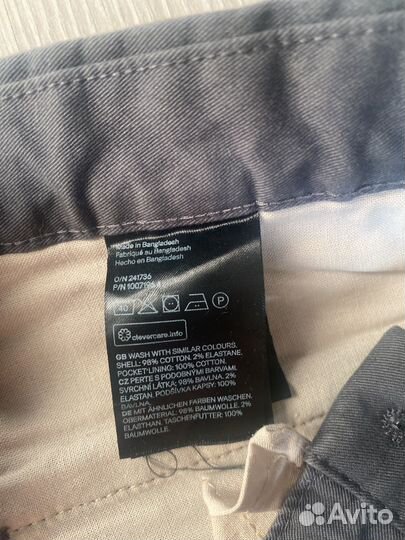 Made in Bangladesh
Fabriqué au Bangladesh
Hecho en Bangladesh
O/N 241736
P/N 1007196
40 P
clevercare.info
GB WASH WITH SIMILAR COLOURS.
SHELL: 98% COTTON, 2% ELASTANE.
POCKET LINING: 100% COTTON
CZ PERTE S PODOBNÝMI BARVAMI.
SVRCHNÍ LÁTKA: 98% BAVLNA, 2%
ELASTAN. PODŠÍVKA KAPSY: 100%
BAVLNA.
DE MIT ÄHNLICHEN FARBEN WASCHEN.
OBERMATERIAL: 98% BAUMWOLLE, 2%
ELASTHAN. TASCHENFUTTER: 100%
BAUMWOLLE.
Avito